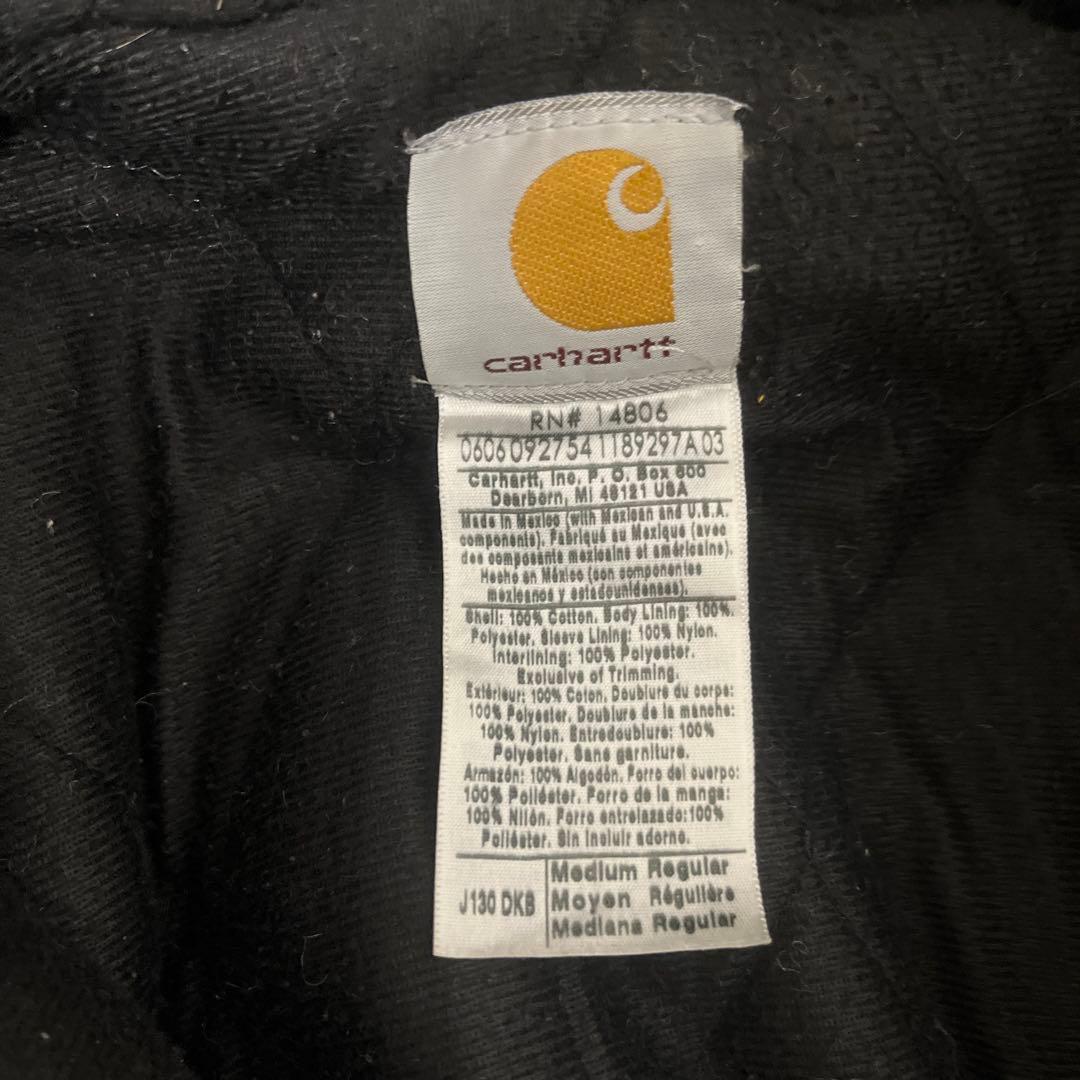 carhartt
RN# 14806
0606092754 1189297A 03
Carhartt, Inc. P. O. Box 600
Dearborn, MI 48121 USA
Made in Mexico (with Mexican and U.S.A.
components). Fabriqué au Mexique (avec
des composants mexicains et américains).
Hecho en México (con componentes
mexicanos y estadounidenses).
Shell: 100% Cotton. Body Lining: 100%.
Polyester, Sleeve Lining: 100% Nylon.
Interlining: 100% Polyester.
Exclusive of Trimming.
Extérieur: 100% Coton. Doublure du corps:
100% Polyester. Doublure de la manche:
100% Nylon. Entredoublure: 100%
Polyester. Sans garniture.
Armazón: 100% Algodón. Forro del cuerpo:
100% Poliéster. Forro de la manga:
100% Nilón. Forro entrelazado:100%
Poliéster. Sin incluir adorno.
J130 DKB
Medium Regular
Moyen Régulière
Mediana Regular